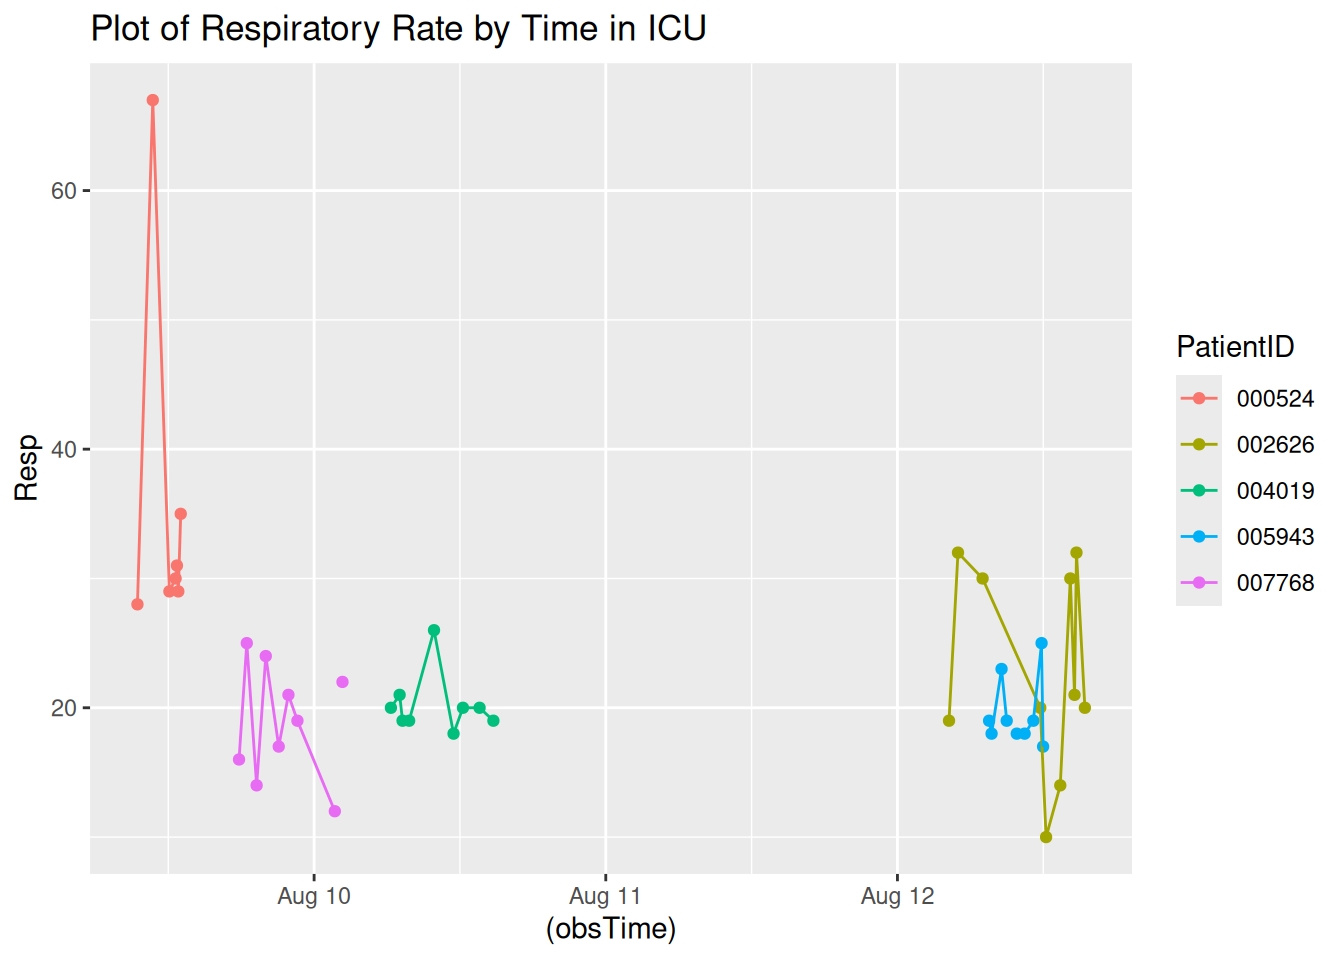 Plot of Respiratory Rate by Time in ICU
60
40
20
Resp
Aug 10
Aug 11
Aug 12
(obsTime)
PatientID
000524
002626
004019
005943
007768